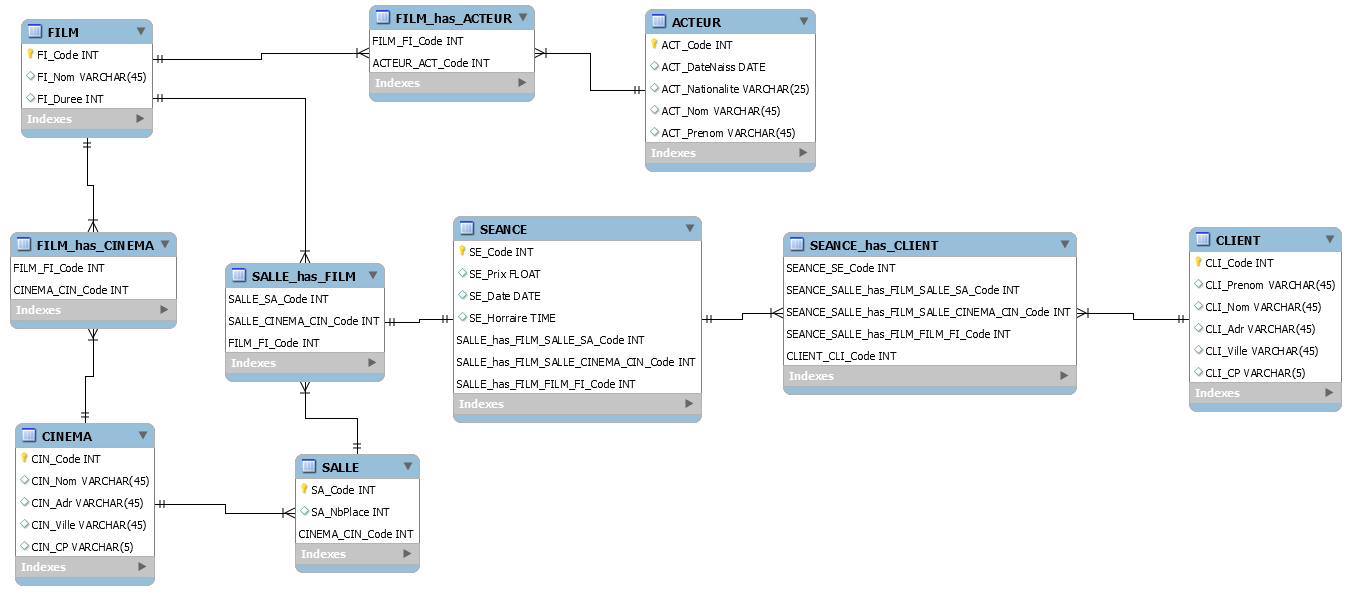 FILM
FI_Code INT
FI_Nom VARCHAR(45)
FI_Duree INT
Indexes
FILM_has_ACTEUR
FILM_FI_Code INT
ACTEUR_ACT_Code INT
Indexes
ACTEUR
ACT_Code INT
ACT_DateNaiss DATE
ACT_Nationalite VARCHAR(25)
ACT_Nom VARCHAR(45)
ACT_Prenom VARCHAR(45)
Indexes
FILM_has_CINEMA
FILM_FI_Code INT
CINEMA_CIN_Code INT
Indexes
SALLE_has_FILM
SALLE_SA_Code INT
SALLE_CINEMA_CIN_Code INT
FILM_FI_Code INT
Indexes
SEANCE
SE_Code INT
SE_Prix FLOAT
SE_Date DATE
SE_Horraire TIME
SALLE_has_FILM_SALLE_SA_Code INT
SALLE_has_FILM_SALLE_CINEMA_CIN_Code INT
SALLE_has_FILM_FILM_FI_Code INT
Indexes
SEANCE_has_CLIENT
SEANCE_SE_Code INT
SEANCE_SALLE_has_FILM_SALLE_SA_Code INT
SEANCE_SALLE_has_FILM_SALLE_CINEMA_CIN_Code INT
SEANCE_SALLE_has_FILM_FILM_FI_Code INT
CLIENT_CLI_Code INT
Indexes
CLIENT
CLI_Code INT
CLI_Prenom VARCHAR(45)
CLI_Nom VARCHAR(45)
CLI_Adr VARCHAR(45)
CLI_Ville VARCHAR(45)
CLI_CP VARCHAR(5)
Indexes
CINEMA
CIN_Code INT
CIN_Nom VARCHAR(45)
CIN_Adr VARCHAR(45)
CIN_Ville VARCHAR(45)
CIN_CP VARCHAR(5)
Indexes
SALLE
SA_Code INT
SA_NbPlace INT
CINEMA_CIN_Code INT
Indexes